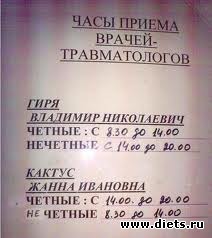 ЧАСЫ ПРИЕМА
ВРАЧЕЙ-
ТРАВМАТОЛОГОВ
ГИРЯ
ВЛАДИМИР НИКОЛАЕВИЧ
ЧЕТНЫЕ : С 8.30 до 14.00
НЕЧЕТНЫЕ С 14.00 до 20.00
КАКТУС
ЖАННА ИВАНОВНА
ЧЕТНЫЕ : С 14.00. до 20.00
НЕ ЧЕТНЫЕ 8.30 до 14.00
www.diets.ru